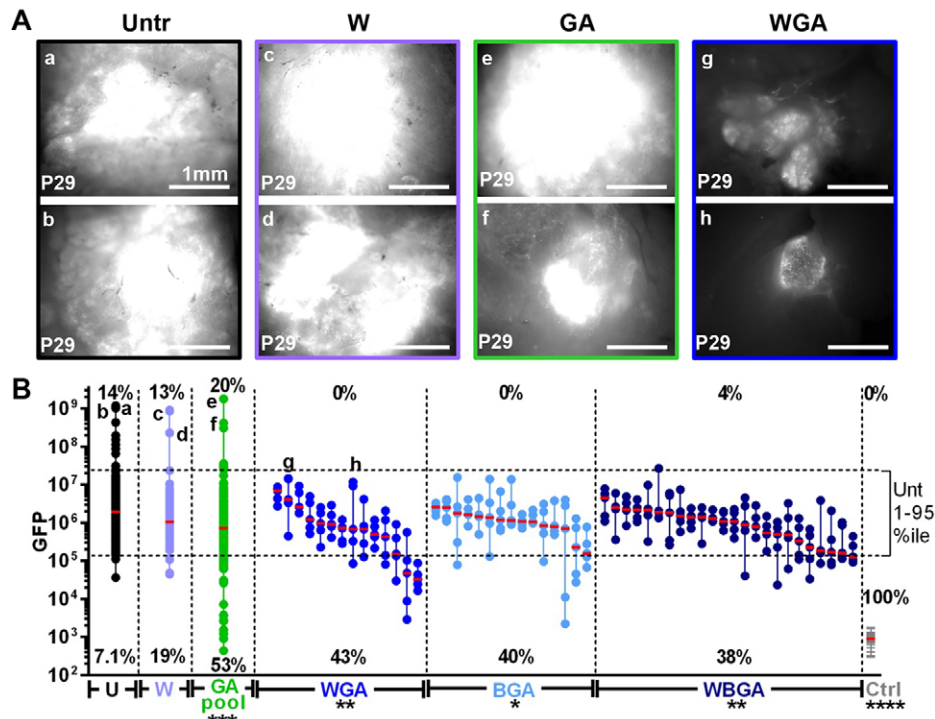 A
Untr W GA WGA
a c e g
1mm
P29 P29 P29 P29
b d f h
P29 P29 P29 P29
B
14% 13% 20% 0% 0% 4% 0%
10⁹ b a c e
10⁸ d f
10⁷ g h
GFP
10⁶
10⁵
10⁴
10³
10²
Unt
1-95
%ile
100%
7.1% 19% 53% 43% 40% 38%
U W GA WGA BGA WBGA Ctrl
pool
**** ** * ** ****